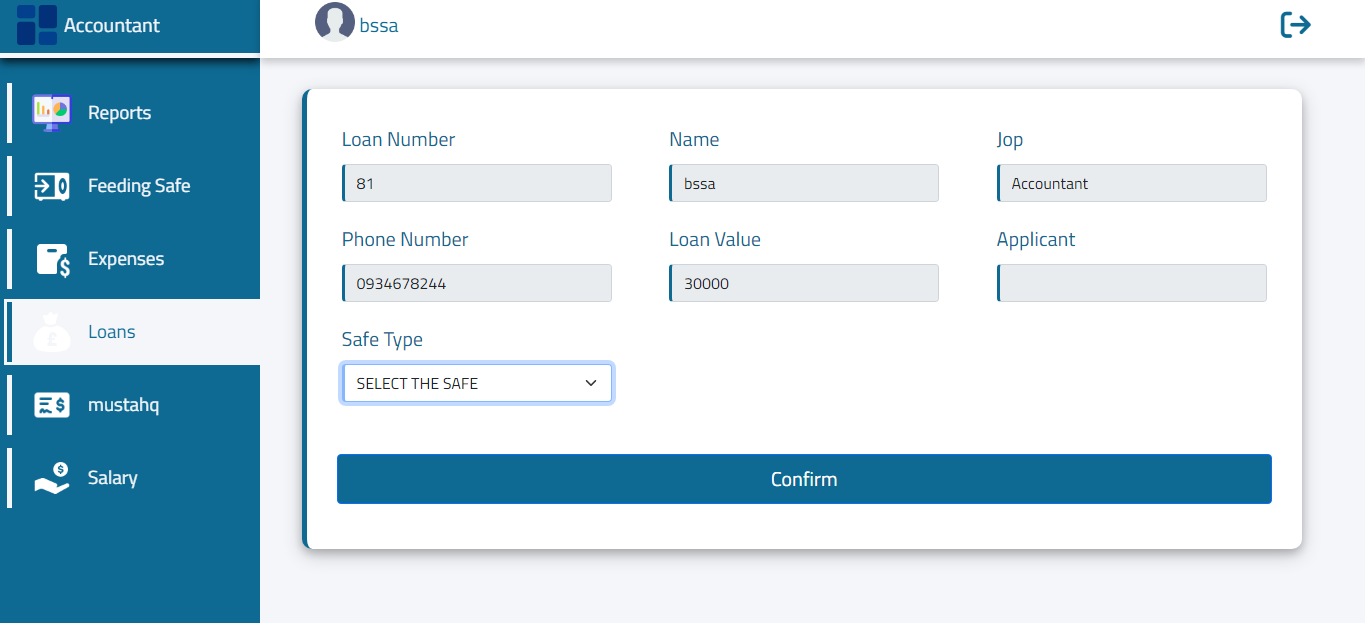 Accountant
bssa
Reports
Feeding Safe
Expenses
Loans
mustahq
Salary
Loan Number
Name
Jop
81
bssa
Accountant
Phone Number
Loan Value
Applicant
0934678244
30000
Safe Type
SELECT THE SAFE
Confirm